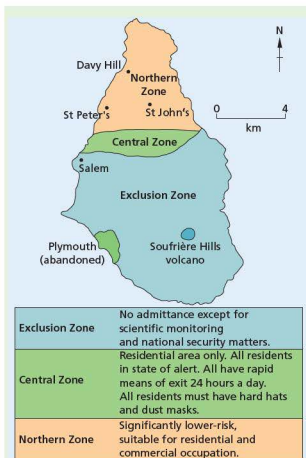 N
Davy Hill
Northern
Zone
St Peter's
St John's
0 4
km
Central Zone
Salem
Exclusion Zone
Plymouth
(abandoned)
Soufrière Hills
volcano
Exclusion Zone
No admittance except for
scientific monitoring
and national security matters.
Central Zone
Residential area only. All residents
in state of alert. All have rapid
means of exit 24 hours a day.
All residents must have hard hats
and dust masks.
Northern Zone
Significantly lower-risk,
suitable for residential and
commercial occupation.